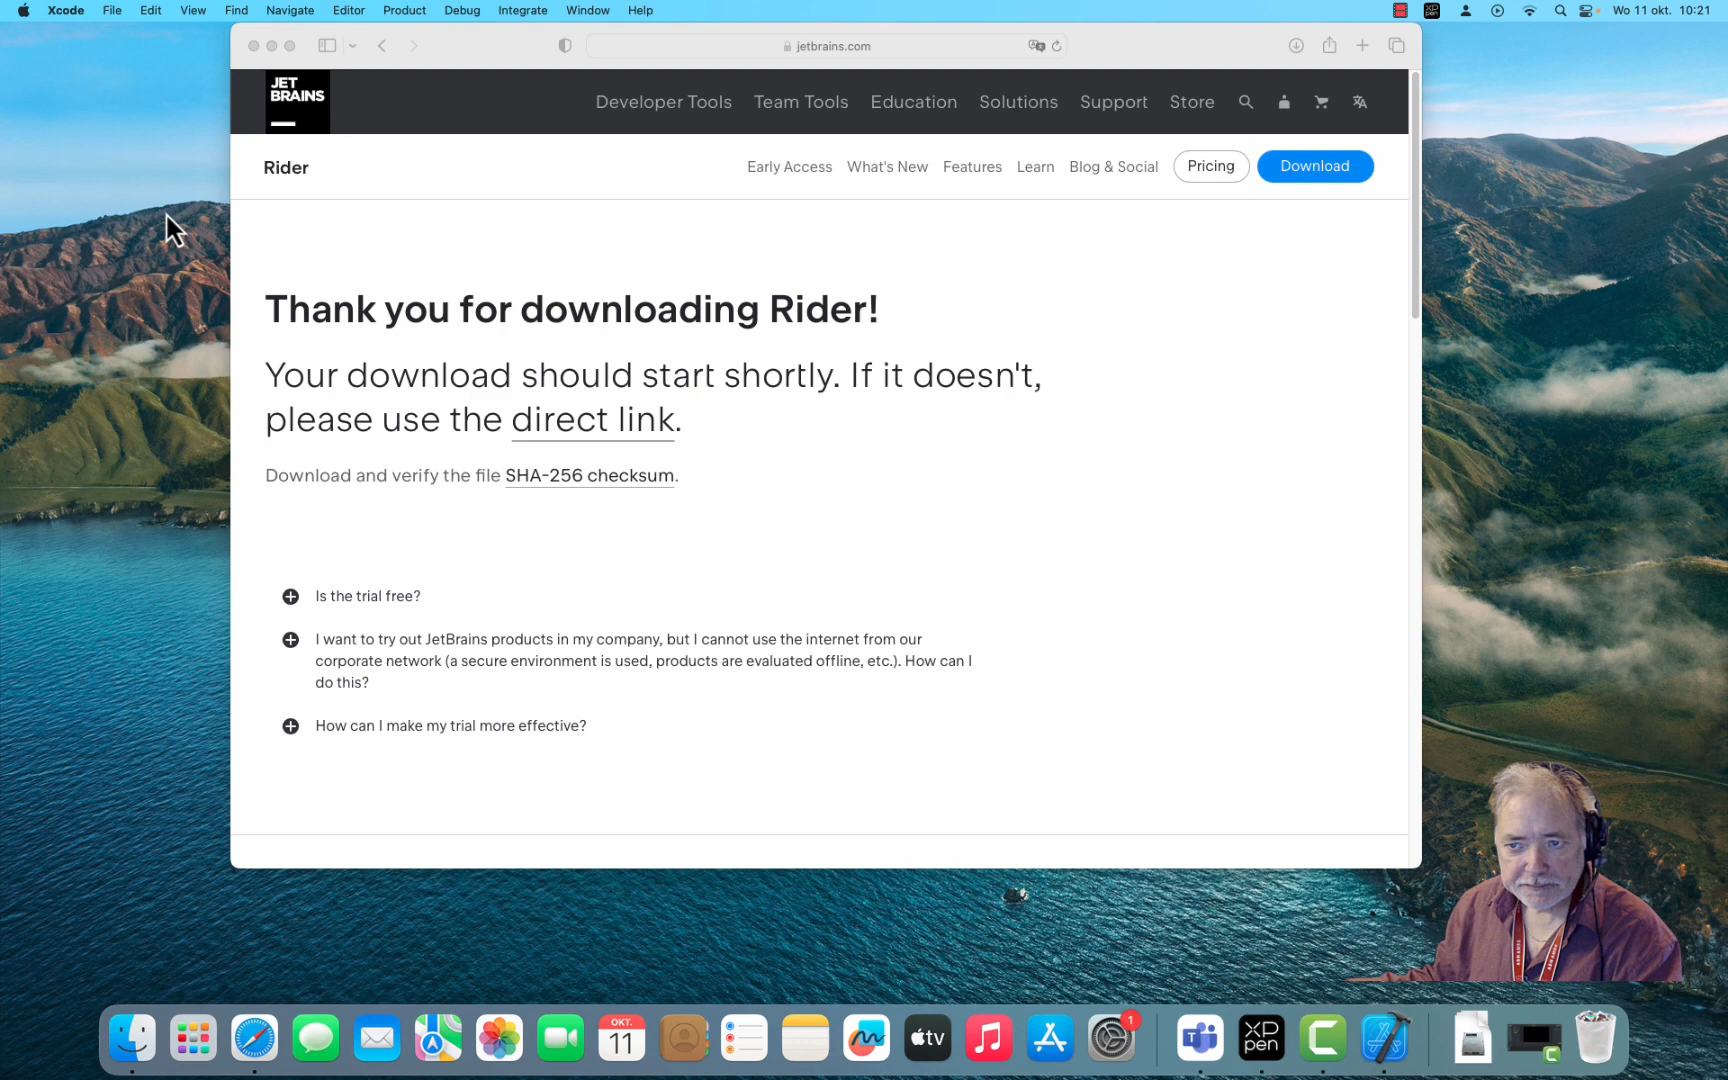 Xcode File Edit View Find Navigate Editor Product Debug Integrate Window Help
XP pen
Wo 11 okt. 10:21
jetbrains.com
JET
BRAINS
Developer Tools Team Tools Education Solutions Support Store
Rider
Early Access What's New Features Learn Blog & Social Pricing Download
Thank you for downloading Rider!
Your download should start shortly. If it doesn't,
please use the direct link.
Download and verify the file SHA-256 checksum.
Is the trial free?
I want to try out JetBrains products in my company, but I cannot use the internet from our
corporate network (a secure environment is used, products are evaluated offline, etc.). How can I
do this?
How can I make my trial more effective?
OKT.
11
tv
1
XP
pen